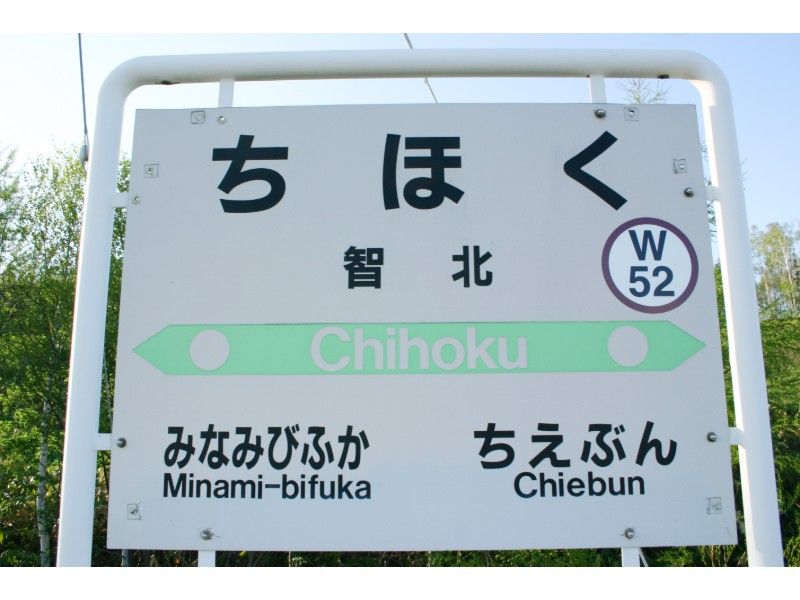 ちほく
智北
W
52
Chihoku
みなみびふか
Minami-bifuka
ちえぶん
Chiebun